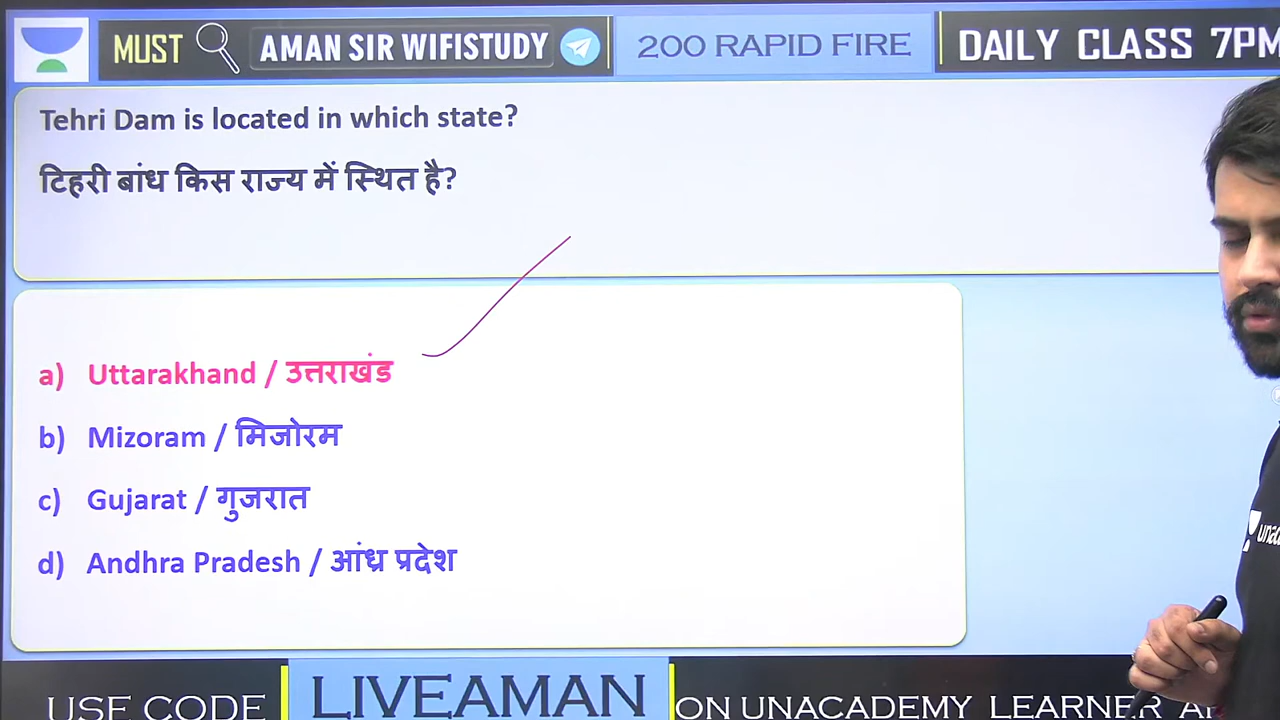 MUST AMAN SIR WIFISTUDY 200 RAPID FIRE DAILY CLASS 7PM
Tehri Dam is located in which state?
टिहरी बांध किस राज्य में स्थित है?
a) Uttarakhand / उत्तराखंड
b) Mizoram / मिजोरम
c) Gujarat / गुजरात
d) Andhra Pradesh / आंध्र प्रदेश
USE CODE LIVEAMAN ON UNACADEMY LEARNER